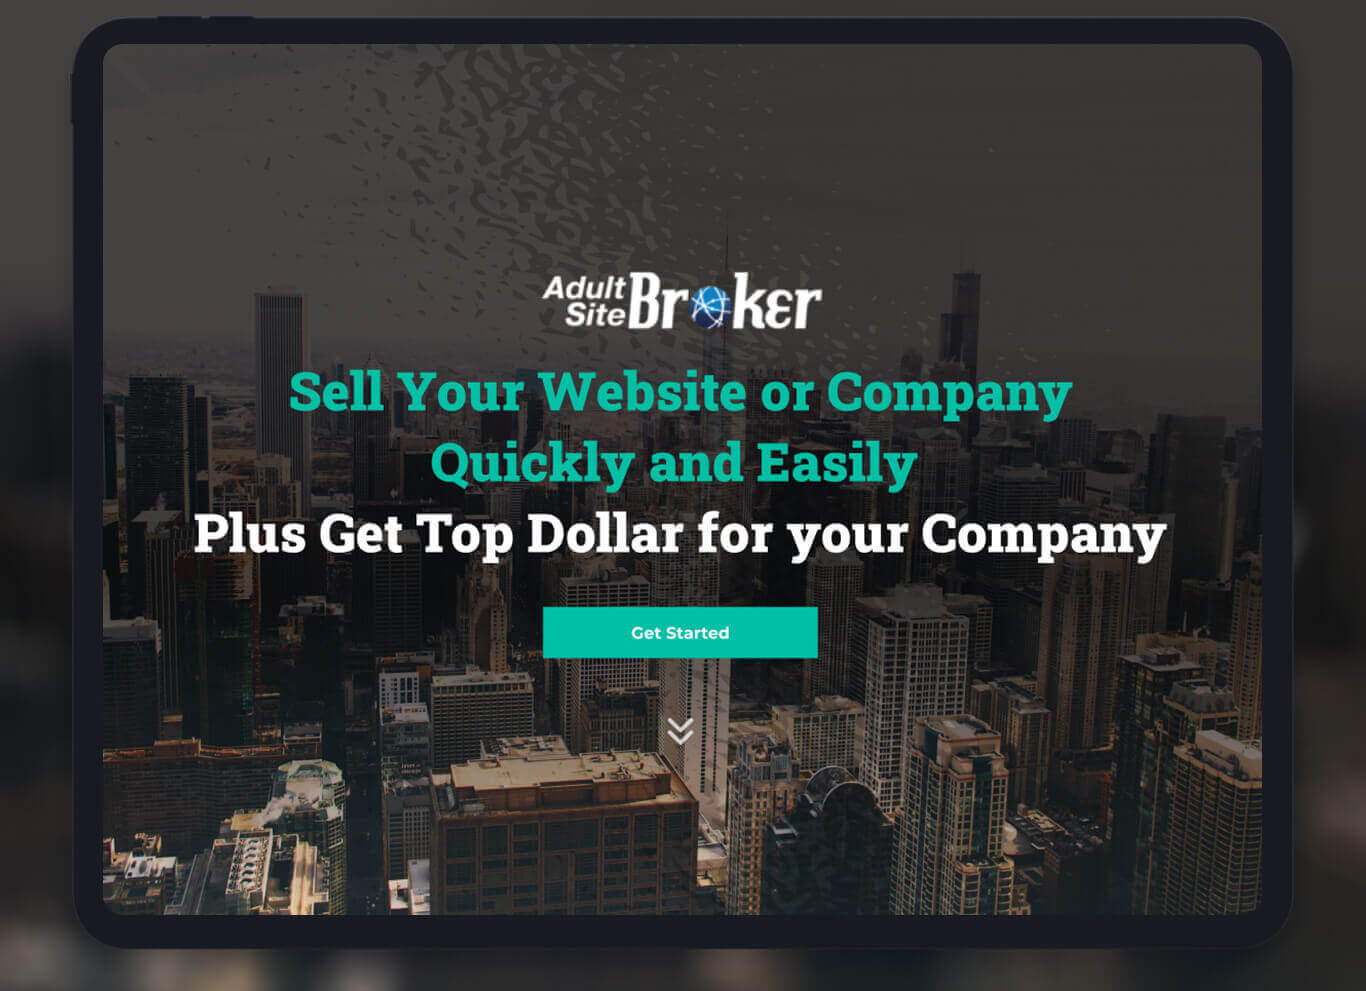 Adult
Site Broker
Sell Your Website or Company
Quickly and Easily
Plus Get Top Dollar for your Company
Get Started